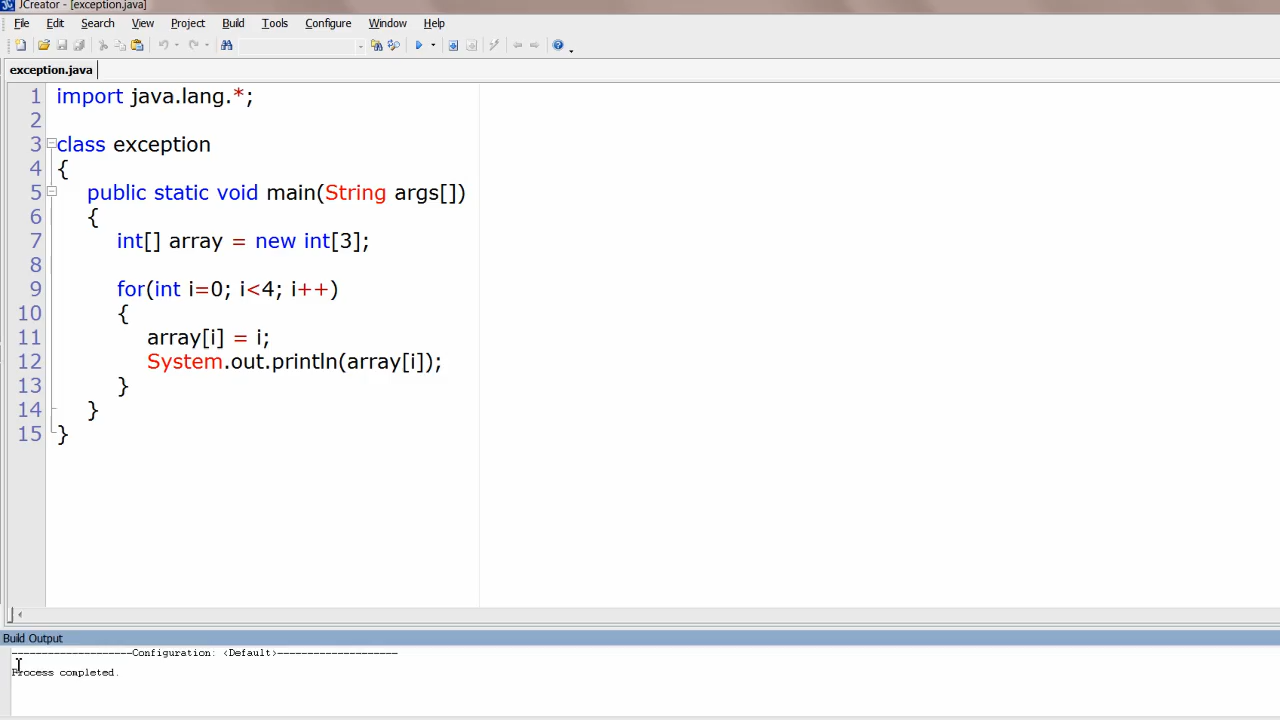 JCreator - [exception.java]
File Edit Search View Project Build Tools Configure Window Help
exception.java
1 import java.lang.*;
2
3 class exception
4 {
5 public static void main(String args[])
6 {
7 int[] array = new int[3];
8
9 for(int i=0; i<4; i++)
10 {
11 array[i] = i;
12 System.out.println(array[i]);
13 }
14 }
15 }
Build Output
--------------------Configuration: <Default>--------------------
Process completed.